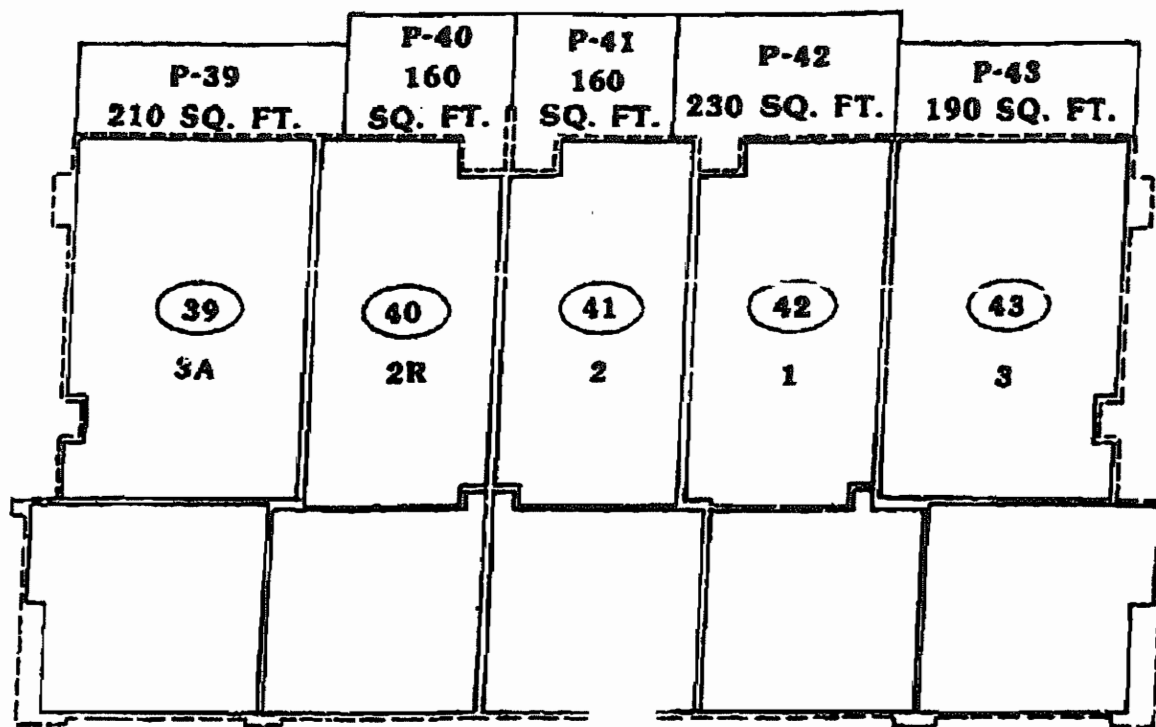 P-39
210 SQ. FT.
P-40
160
SQ. FT.
P-41
160
SQ. FT.
P-42
230 SQ. FT.
P-43
190 SQ. FT.
39
3A
40
2R
41
2
42
1
43
3